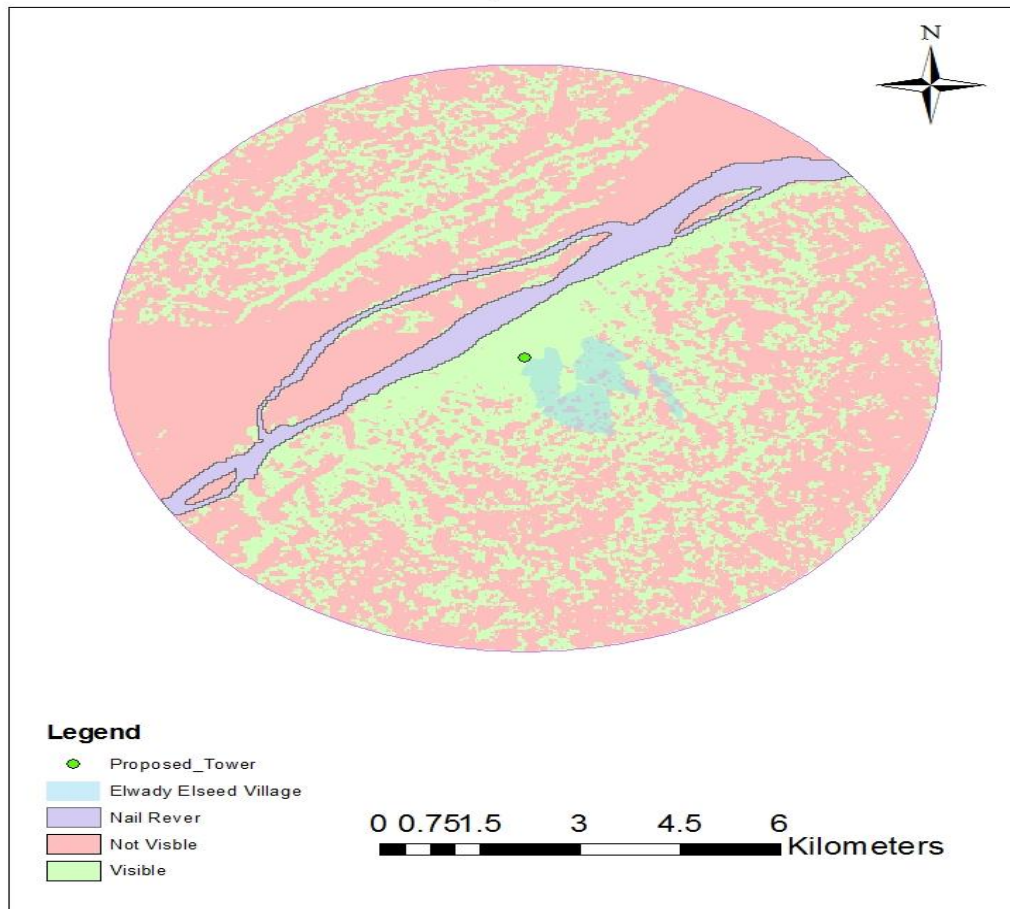 N
Legend
Proposed_Tower
Elwady Elseed Village
Nail Rever
Not Visble
Visible
0 0.751.5 3 4.5 6
Kilometers